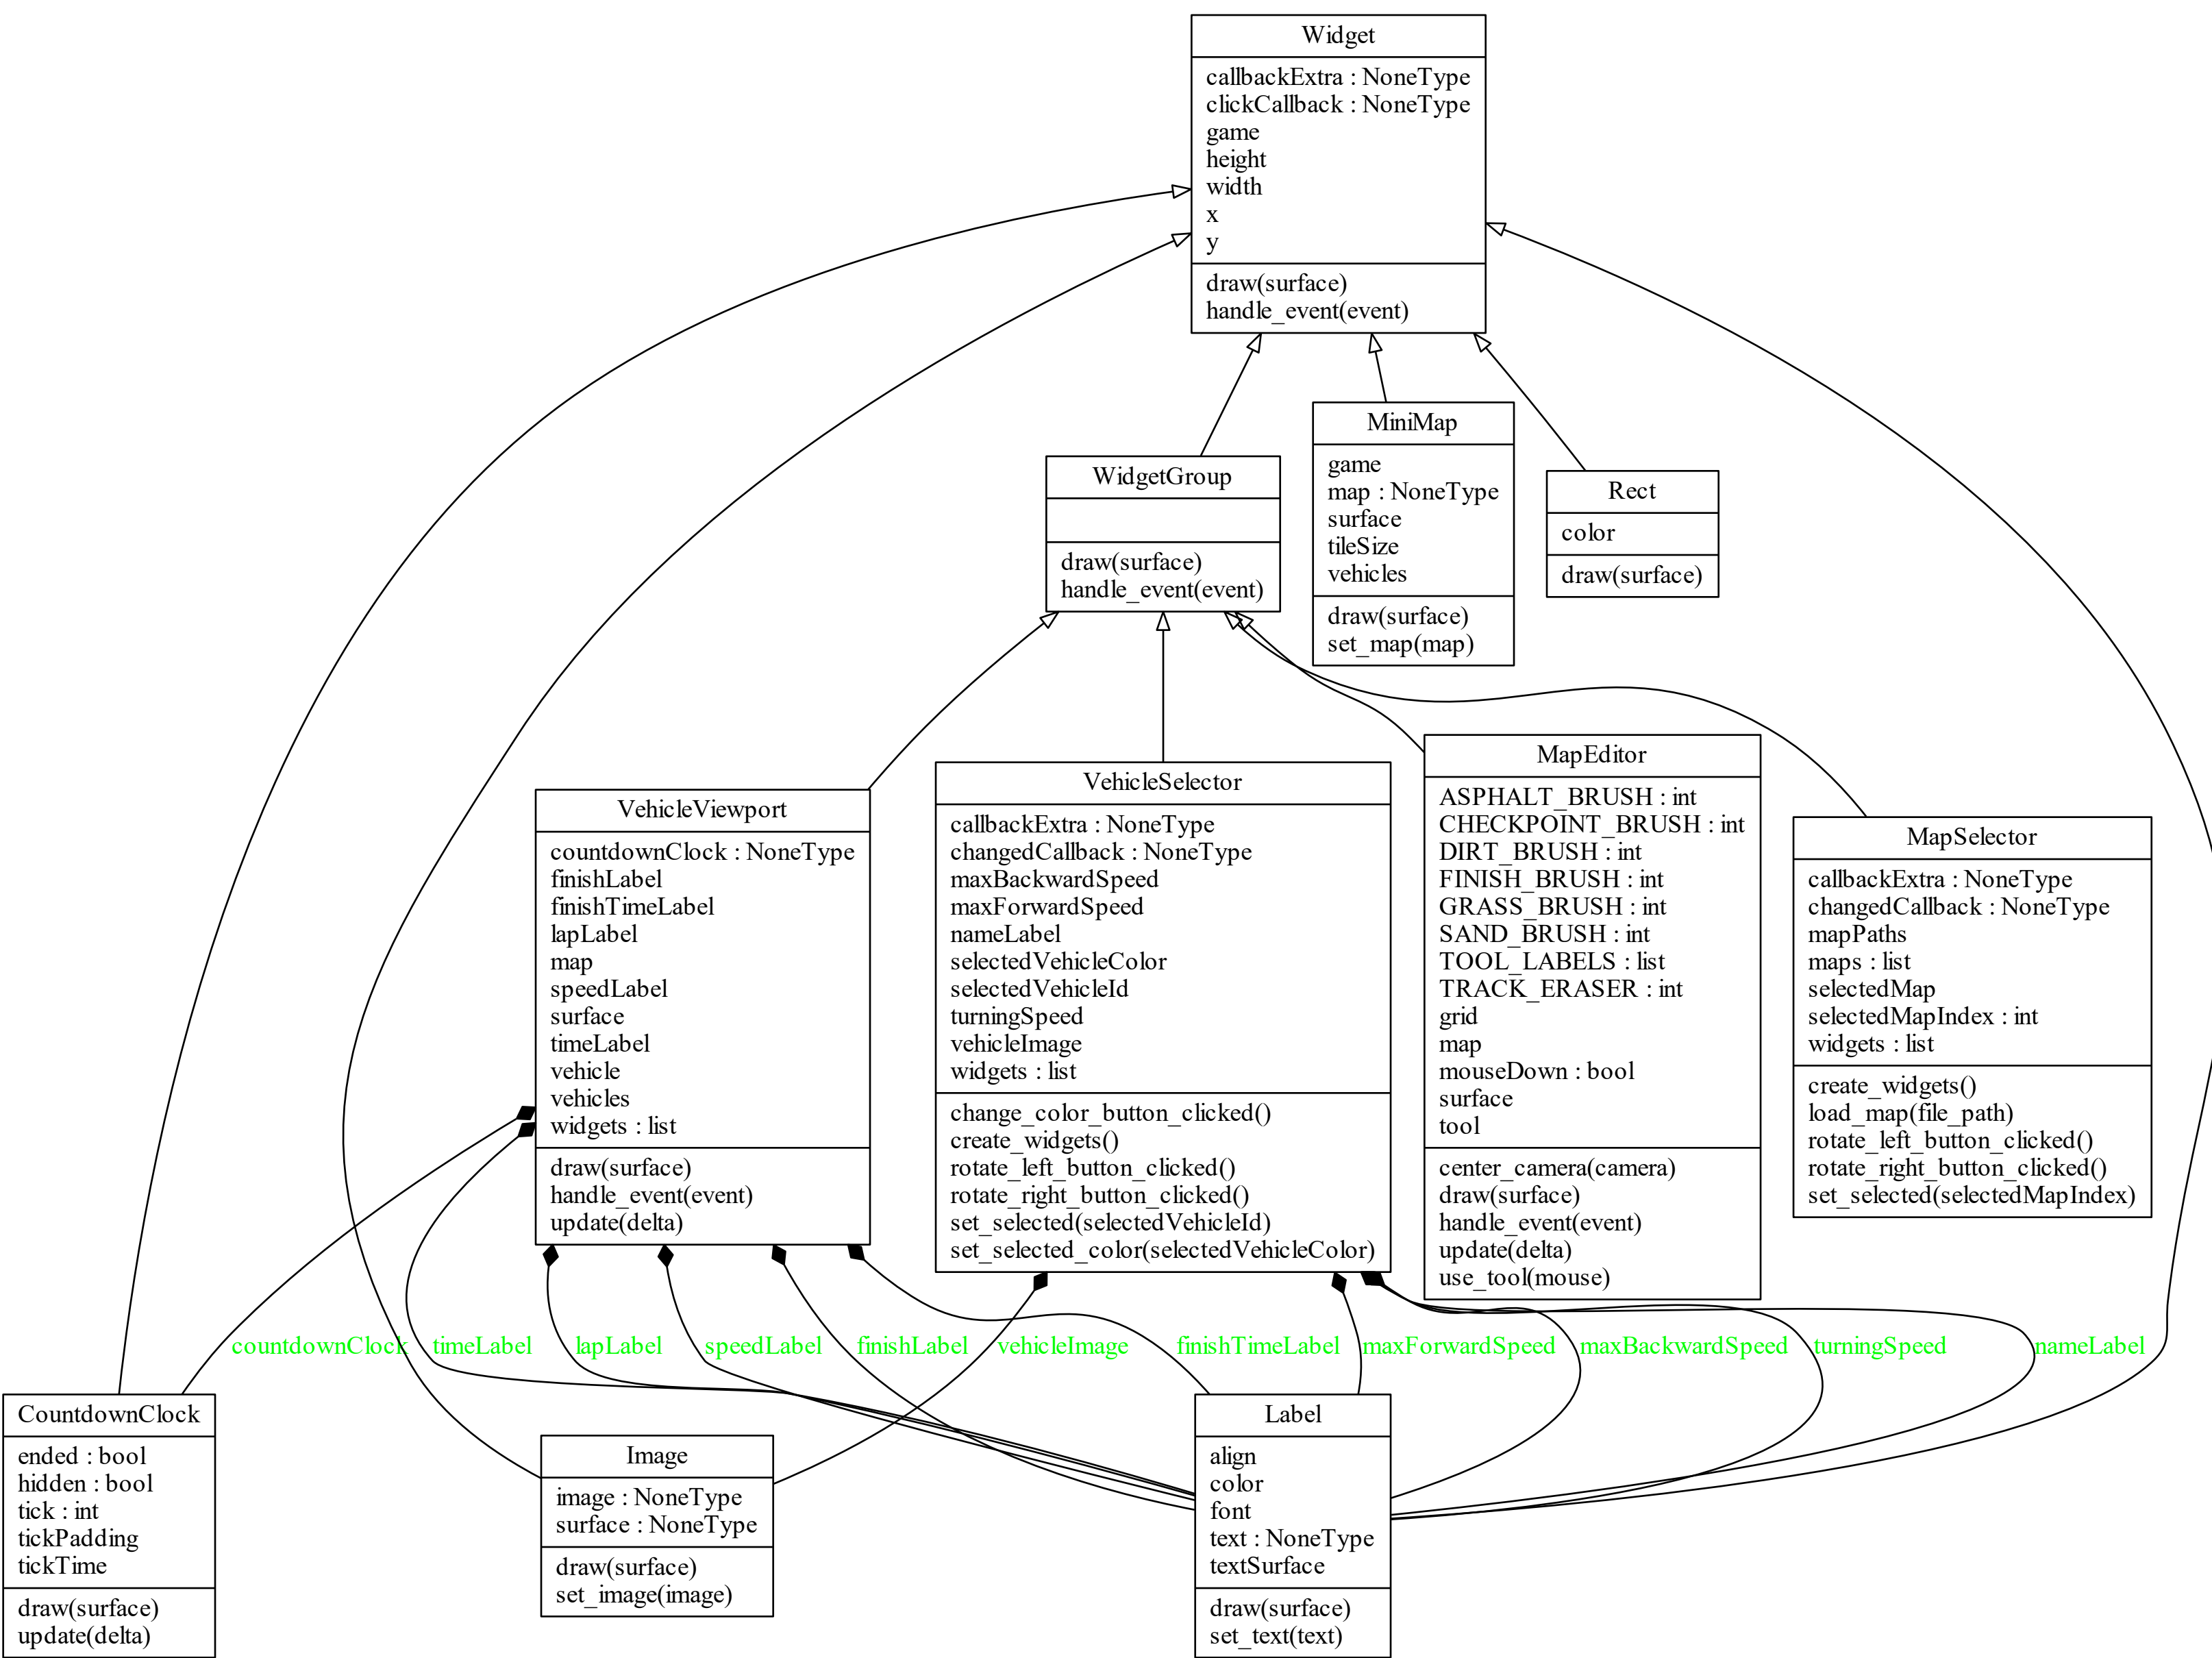 Widget
callbackExtra : NoneType
clickCallback : NoneType
game
height
width
x
y
draw(surface)
handle_event(event)
WidgetGroup
draw(surface)
handle_event(event)
MiniMap
game
map : NoneType
surface
tileSize
vehicles
draw(surface)
set_map(map)
Rect
color
draw(surface)
VehicleViewport
countdownClock : NoneType
finishLabel
finishTimeLabel
lapLabel
map
speedLabel
surface
timeLabel
vehicle
vehicles
widgets : list
draw(surface)
handle_event(event)
update(delta)
VehicleSelector
callbackExtra : NoneType
changedCallback : NoneType
maxBackwardSpeed
maxForwardSpeed
nameLabel
selectedVehicleColor
selectedVehicleId
turningSpeed
vehicleImage
widgets : list
change_color_button_clicked()
create_widgets()
rotate_left_button_clicked()
rotate_right_button_clicked()
set_selected(selectedVehicleId)
set_selected_color(selectedVehicleColor)
MapEditor
ASPHALT_BRUSH : int
CHECKPOINT_BRUSH : int
DIRT_BRUSH : int
FINISH_BRUSH : int
GRASS_BRUSH : int
SAND_BRUSH : int
TOOL_LABELS : list
TRACK_ERASER : int
grid
map
mouseDown : bool
surface
tool
center_camera(camera)
draw(surface)
handle_event(event)
update(delta)
use_tool(mouse)
MapSelector
callbackExtra : NoneType
changedCallback : NoneType
mapPaths
maps : list
selectedMap
selectedMapIndex : int
widgets : list
create_widgets()
load_map(file_path)
rotate_left_button_clicked()
rotate_right_button_clicked()
set_selected(selectedMapIndex)
countdownClock
timeLabel
lapLabel
speedLabel
finishLabel
vehicleImage
finishTimeLabel
maxForwardSpeed
maxBackwardSpeed
turningSpeed
nameLabel
CountdownClock
ended : bool
hidden : bool
tick : int
tickPadding
tickTime
draw(surface)
update(delta)
Image
image : NoneType
surface : NoneType
draw(surface)
set_image(image)
Label
align
color
font
text : NoneType
textSurface
draw(surface)
set_text(text)